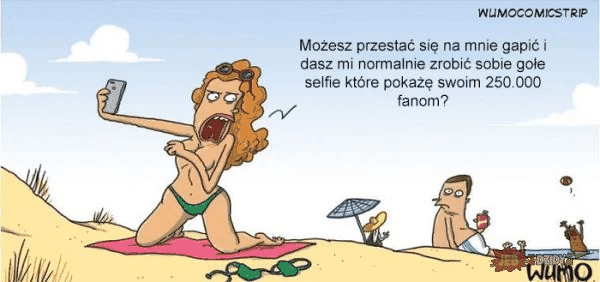 WUMOCOMICSTRIP
Możesz przestać się na mnie gapić i
dasz mi normalnie zrobić sobie gołe
selfie które pokażę swoim 250.000
fanom?
WUMO